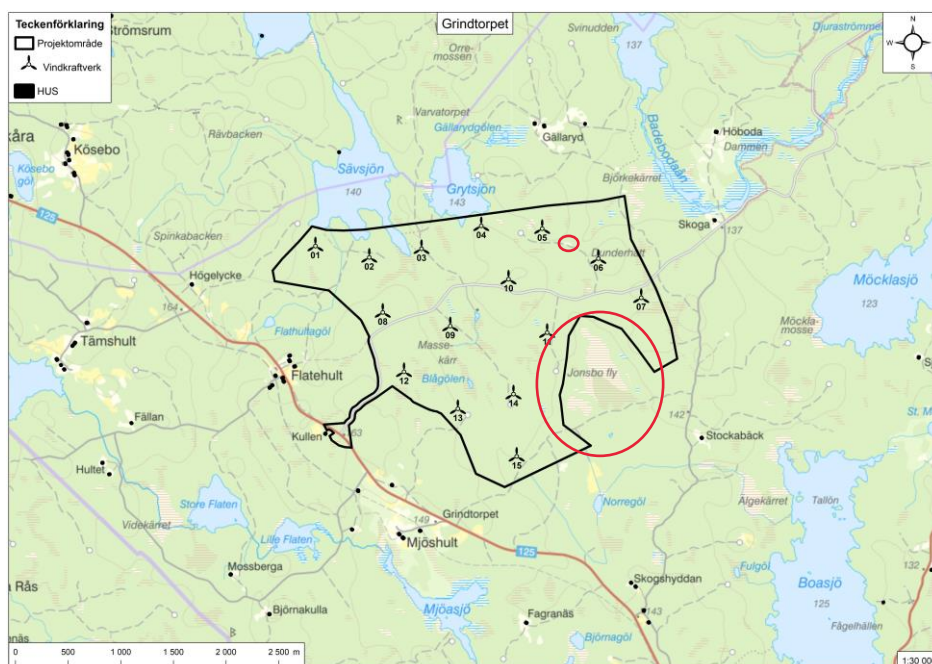 Teckenförklaring
Projektområde
Vindkraftverk
HUS
Grindtorpet
N
W
S
Strömsrum
Orre-
mossen
Svinudden
137
Djuraströmmen
Varvatorpet
Gällarydgölen
Gällaryd
Badebodaån
Höboda
Dammen
Rävbacken
Kösebo
Kösebo
göl
Sävsjön
140
Grytsjön
143
Björkekärret
125
Spinkabacken
Skoga
137
01
02
03
04
05
Dunderhatt
06
07
Högelycke
164
10
Möcklasjö
123
Flathultagöl
08
09
Masse-
kärr
Möckla-
mosse
Tämshult
Flatehult
12
Blågölen
Jonsbo fly
13
14
142
Fällan
Kullen
Stockabäck
15
Hultet
Store Flaten
Norregöl
Älgekärret
Tallön
Videkärret
149
Grindtorpet
Lille Flaten
Mjöshult
125
Mossberga
Skogshyddan
Fulgöl
132
Boasjö
125
Rås
Björnakulla
Mjöasjö
Fagranäs
143
Fågelhällen
Björnagöl
0
500
1 000
1 500
2 000
2 500 m